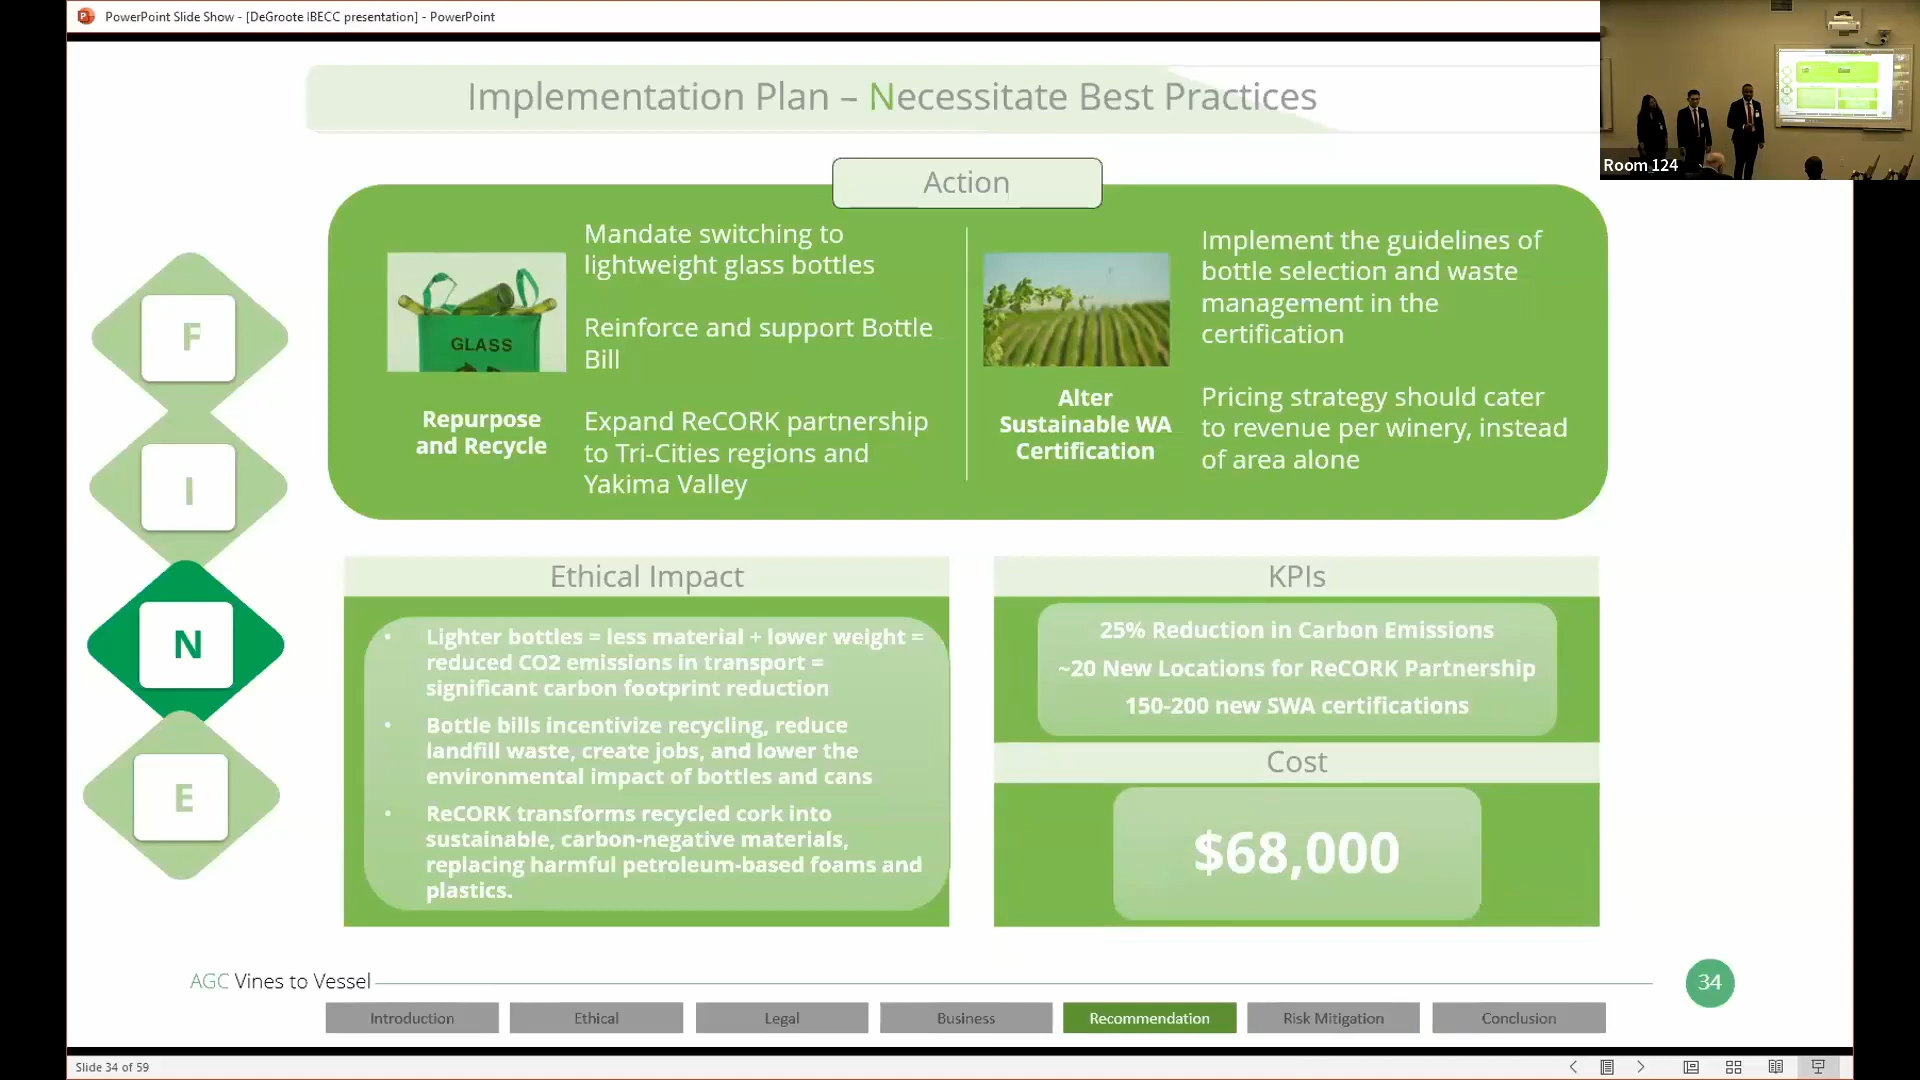 PowerPoint Slide Show - [DeGroote IBECC presentation] - PowerPoint
Room 124
Implementation Plan – Necessitate Best Practices
Action
GLASS
Repurpose
and Recycle
Mandate switching to
lightweight glass bottles
Reinforce and support Bottle
Bill
Expand ReCORK partnership
to Tri-Cities regions and
Yakima Valley
Alter
Sustainable WA
Certification
Implement the guidelines of
bottle selection and waste
management in the
certification
Pricing strategy should cater
to revenue per winery, instead
of area alone
F
I
N
E
Ethical Impact
• Lighter bottles = less material + lower weight =
reduced CO2 emissions in transport =
significant carbon footprint reduction
• Bottle bills incentivize recycling, reduce
landfill waste, create jobs, and lower the
environmental impact of bottles and cans
• ReCORK transforms recycled cork into
sustainable, carbon-negative materials,
replacing harmful petroleum-based foams and
plastics.
KPIs
25% Reduction in Carbon Emissions
~20 New Locations for ReCORK Partnership
150-200 new SWA certifications
Cost
$68,000
AGC Vines to Vessel
34
Introduction
Ethical
Legal
Business
Recommendation
Risk Mitigation
Conclusion
Slide 34 of 59